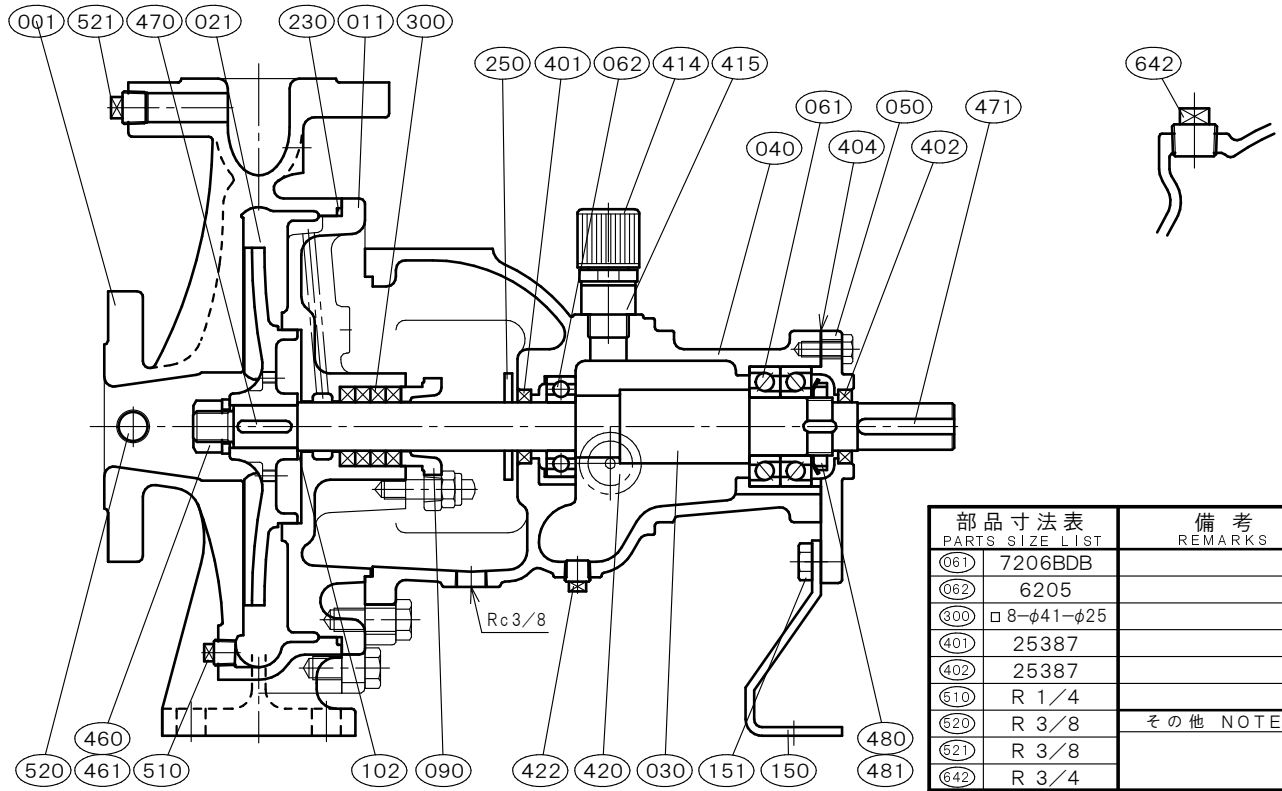 001 521 470 021 230 011 300
250 401 062 414 415
642
061 050 471
040 404 402
Rc3/8
460 480
520 461 510 102 090 422 420 030 151 150 481
部品寸法表 備考
PARTS SIZE LIST REMARKS
061 7206BDB
062 6205
300 □8-φ41-φ25
401 25387
402 25387
510 R 1/4
520 R 3/8 その他 NOTE
521 R 3/8
642 R 3/4